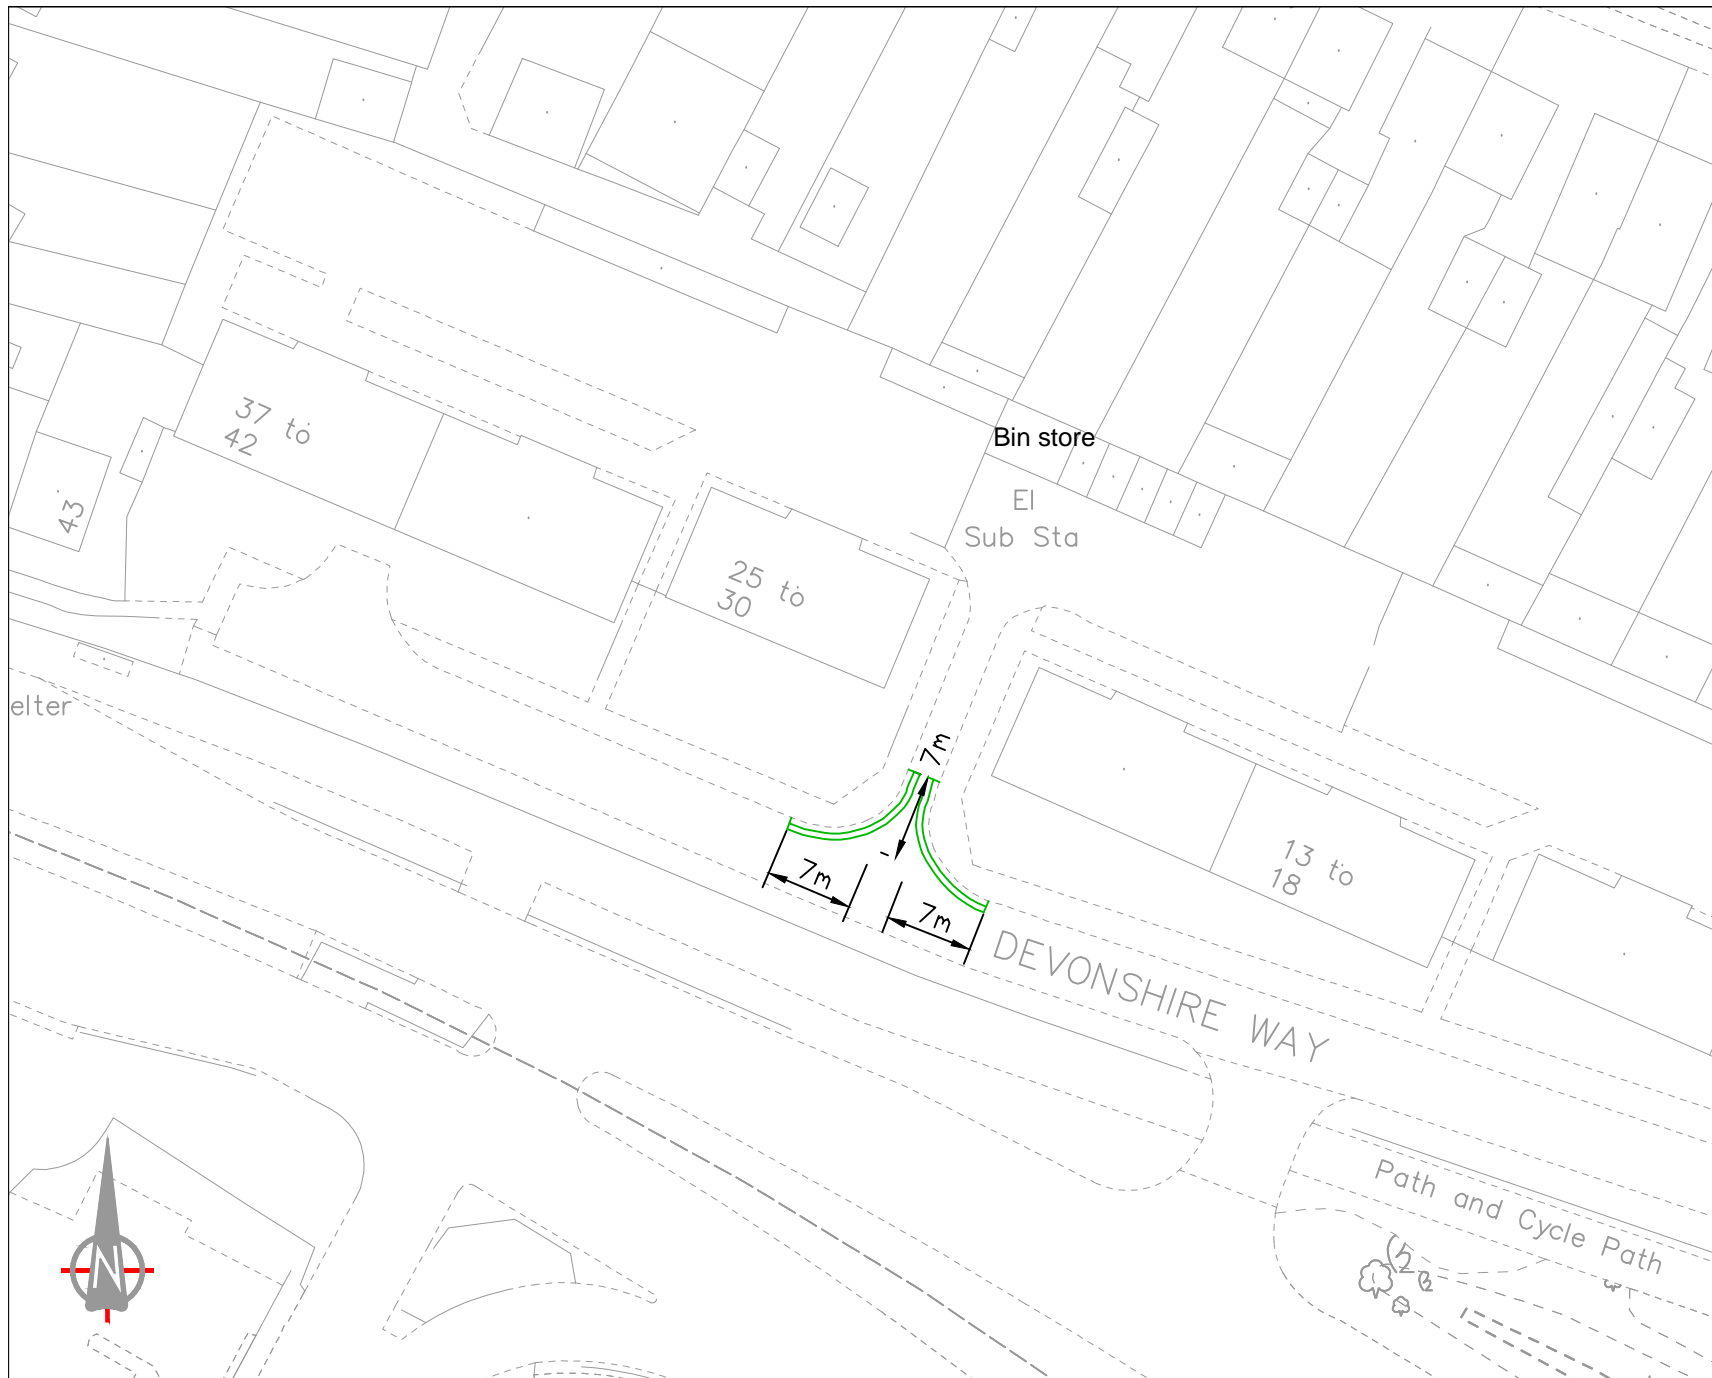 Bin store
37 to
42
43
El
Sub Sta
25 to
30
elter
7m
7m
7m
13 to
18
DEVONSHIRE WAY
Path and Cycle Path
N